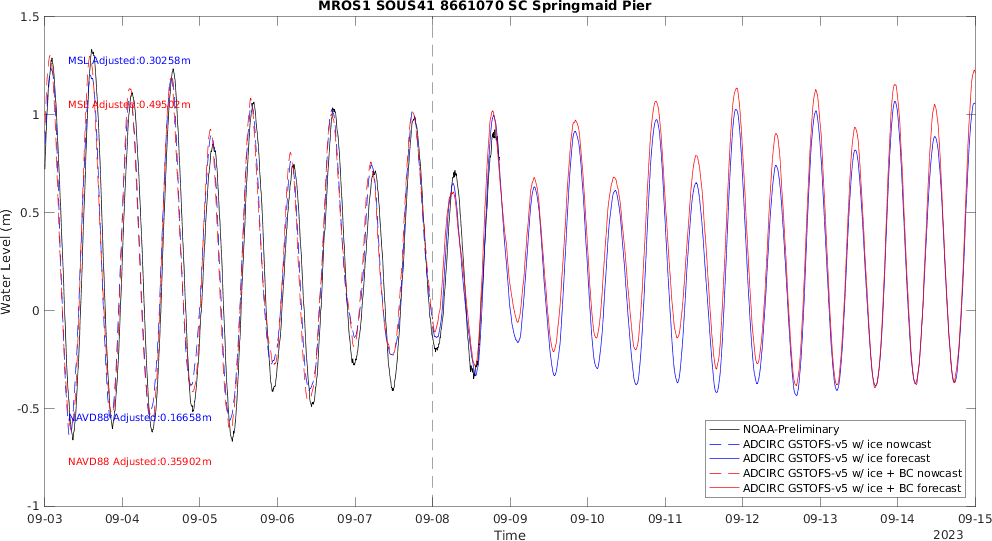 MROS1 SOUS41 8661070 SC Springmaid Pier
1.5
1
0.5
0
-0.5
-1
Water Level (m)
MSL Adjusted:0.30258m
MSL Adjusted:0.49502m
NAVD88 Adjusted:0.16658m
NAVD88 Adjusted:0.35902m
NOAA-Preliminary
ADCIRC GSTOFS-v5 w/ ice nowcast
ADCIRC GSTOFS-v5 w/ ice forecast
ADCIRC GSTOFS-v5 w/ ice + BC nowcast
ADCIRC GSTOFS-v5 w/ ice + BC forecast
09-03 09-04 09-05 09-06 09-07 09-08 09-09 09-10 09-11 09-12 09-13 09-14 09-15
Time
2023